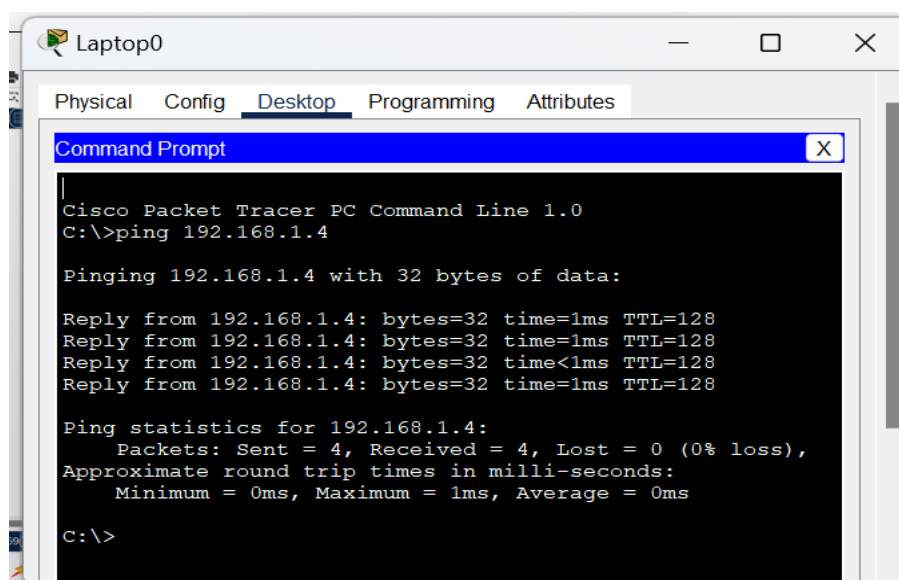 Laptop0
Physical Config Desktop Programming Attributes
Command Prompt X
Cisco Packet Tracer PC Command Line 1.0
C:\>ping 192.168.1.4
Pinging 192.168.1.4 with 32 bytes of data:
Reply from 192.168.1.4: bytes=32 time=1ms TTL=128
Reply from 192.168.1.4: bytes=32 time=1ms TTL=128
Reply from 192.168.1.4: bytes=32 time<1ms TTL=128
Reply from 192.168.1.4: bytes=32 time=1ms TTL=128
Ping statistics for 192.168.1.4:
Packets: Sent = 4, Received = 4, Lost = 0 (0% loss),
Approximate round trip times in milli-seconds:
Minimum = 0ms, Maximum = 1ms, Average = 0ms
C:\>